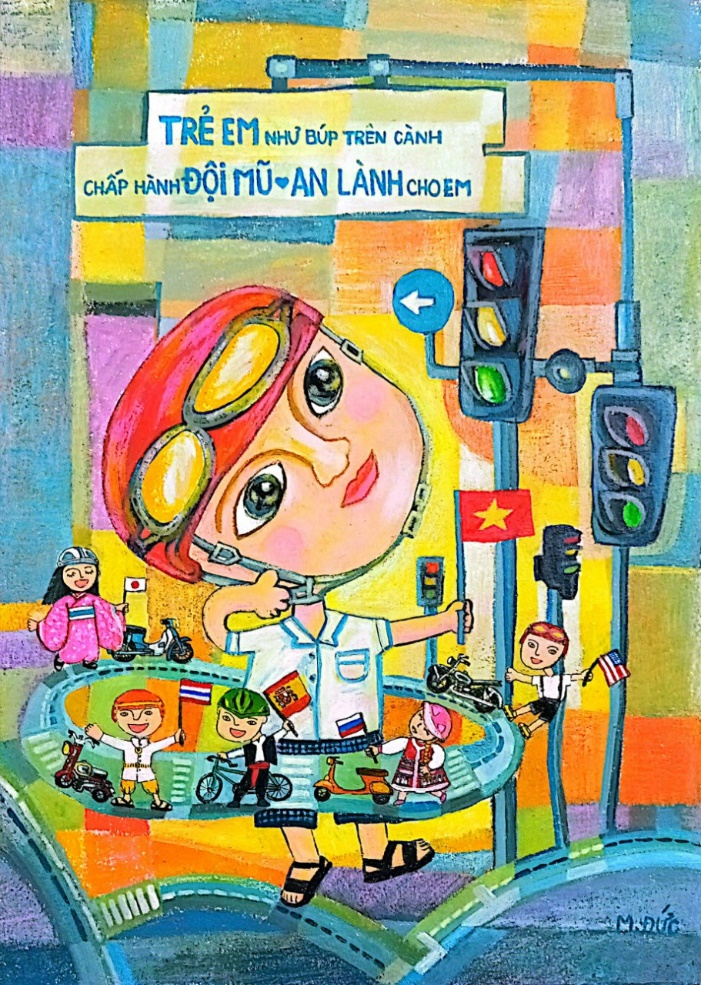 TRẺ EM NHƯ BÚP TRÊN CÀNH
CHẤP HÀNH ĐỘI MŨ♥AN LÀNH CHO EM
M.ĐỨC